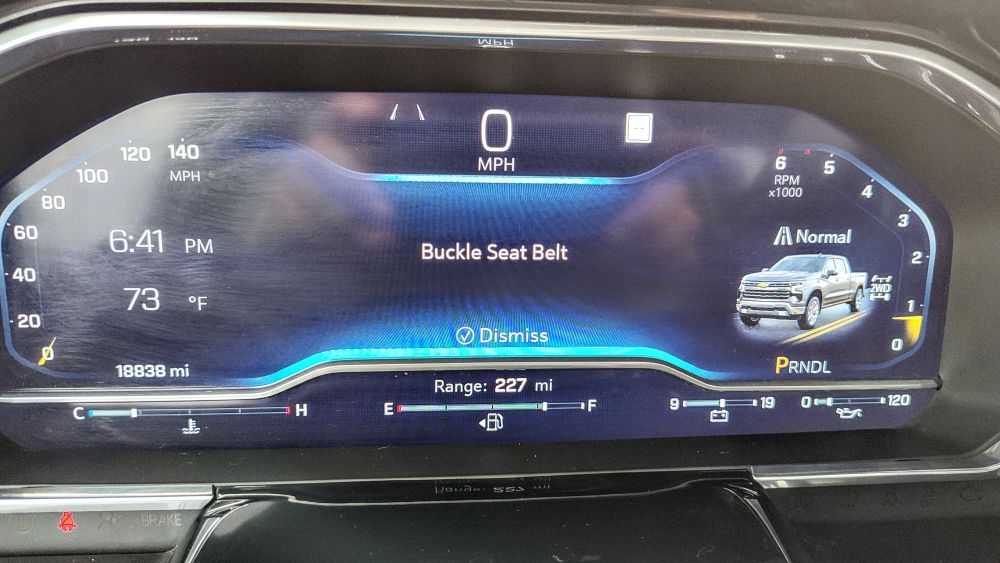 0
MPH
120 140
MPH
100
80
60
40
20
0
6:41 PM
73 °F
18838 mi
Buckle Seat Belt
Dismiss
6
RPM
x1000
5
4
3
2
1
0
Normal
2WD
PRNDL
Range: 227 mi
C H
E F
9 19
0 120
BRAKE